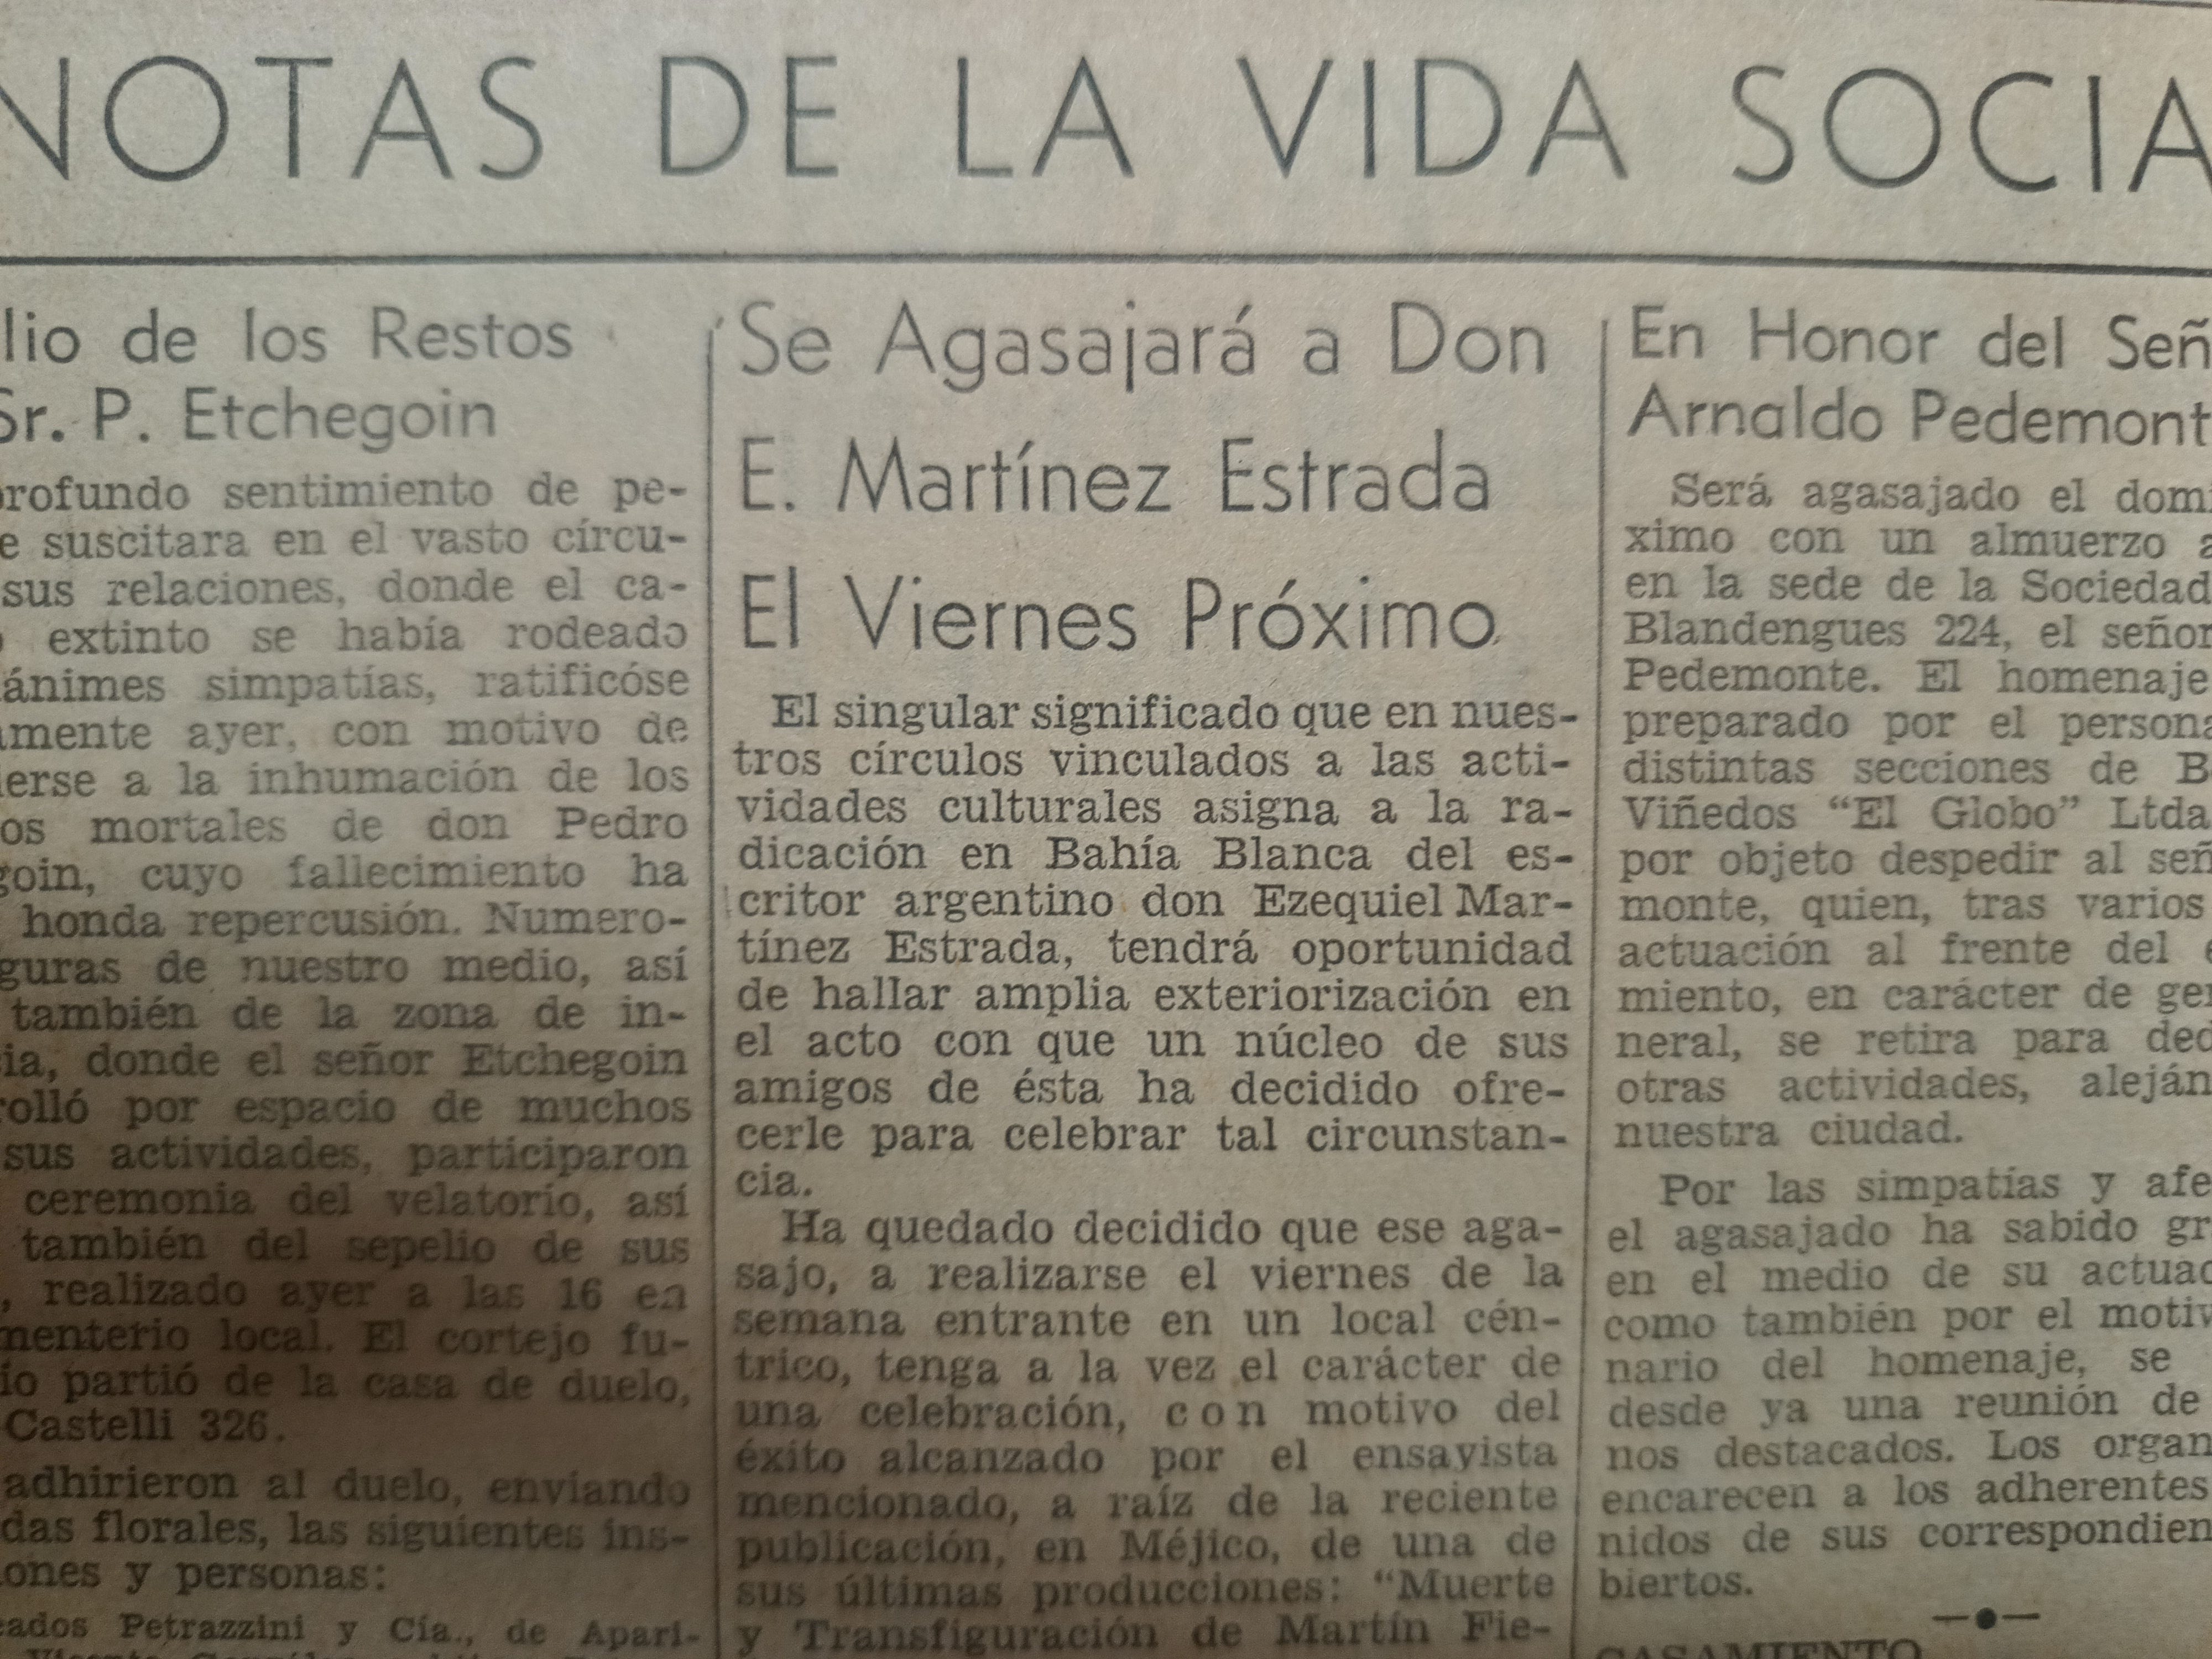 NOTAS DE LA VIDA SOCIA
lio de los Restos
Sr. P. Etchegoin
profundo sentimiento de pe-
e suscitara en el vasto círcu-
sus relaciones, donde el ca-
o extinto se había rodeado
ánimes simpatías, ratificóse
amente ayer, con motivo de
erse a la inhumación de los
os mortales de don Pedro
goin, cuyo fallecimiento ha
honda repercusión. Numero-
guras de nuestro medio, así
también de la zona de in-
ia, donde el señor Etchegoin
rolló por espacio de muchos
sus actividades, participaron
ceremonia del velatorio, así
también del sepelio de sus
, realizado ayer a las 16 en
menterio local. El cortejo fu-
io partió de la casa de duelo,
Castelli 326.
adhirieron al duelo, enviando
das florales, las siguientes ins-
iones y personas:
cados Petrazzini y Cía., de Apari-
Se Agasajará a Don
E. Martínez Estrada
El Viernes Próximo
El singular significado que en nues-
tros círculos vinculados a las acti-
vidades culturales asigna a la ra-
dicación en Bahía Blanca del es-
critor argentino don Ezequiel Mar-
tínez Estrada, tendrá oportunidad
de hallar amplia exteriorización en
el acto con que un núcleo de sus
amigos de ésta ha decidido ofre-
cerle para celebrar tal circunstan-
cia.
Ha quedado decidido que ese aga-
sajo, a realizarse el viernes de la
semana entrante en un local cén-
trico, tenga a la vez el carácter de
una celebración, con motivo del
éxito alcanzado por el ensayista
mencionado, a raíz de la reciente
publicación, en Méjico, de una de
sus últimas producciones: "Muerte
y Transfiguración de Martín Fie-
En Honor del Señ
Arnaldo Pedemont
Será agasajado el domi
ximo con un almuerzo a
en la sede de la Sociedad
Blandengues 224, el señor
Pedemonte. El homenaje
preparado por el persona
distintas secciones de B
Viñedos "El Globo" Ltda
por objeto despedir al señ
monte, quien, tras varios
actuación al frente del e
miento, en carácter de ger
neral, se retira para ded
otras actividades, aleján
nuestra ciudad.
Por las simpatías y afe
el agasajado ha sabido gr
en el medio de su actuac
como también por el motiv
nario del homenaje, se
desde ya una reunión de
nos destacados. Los organ
encarecen a los adherentes
nidos de sus correspondien
biertos.
CASAMIENTO